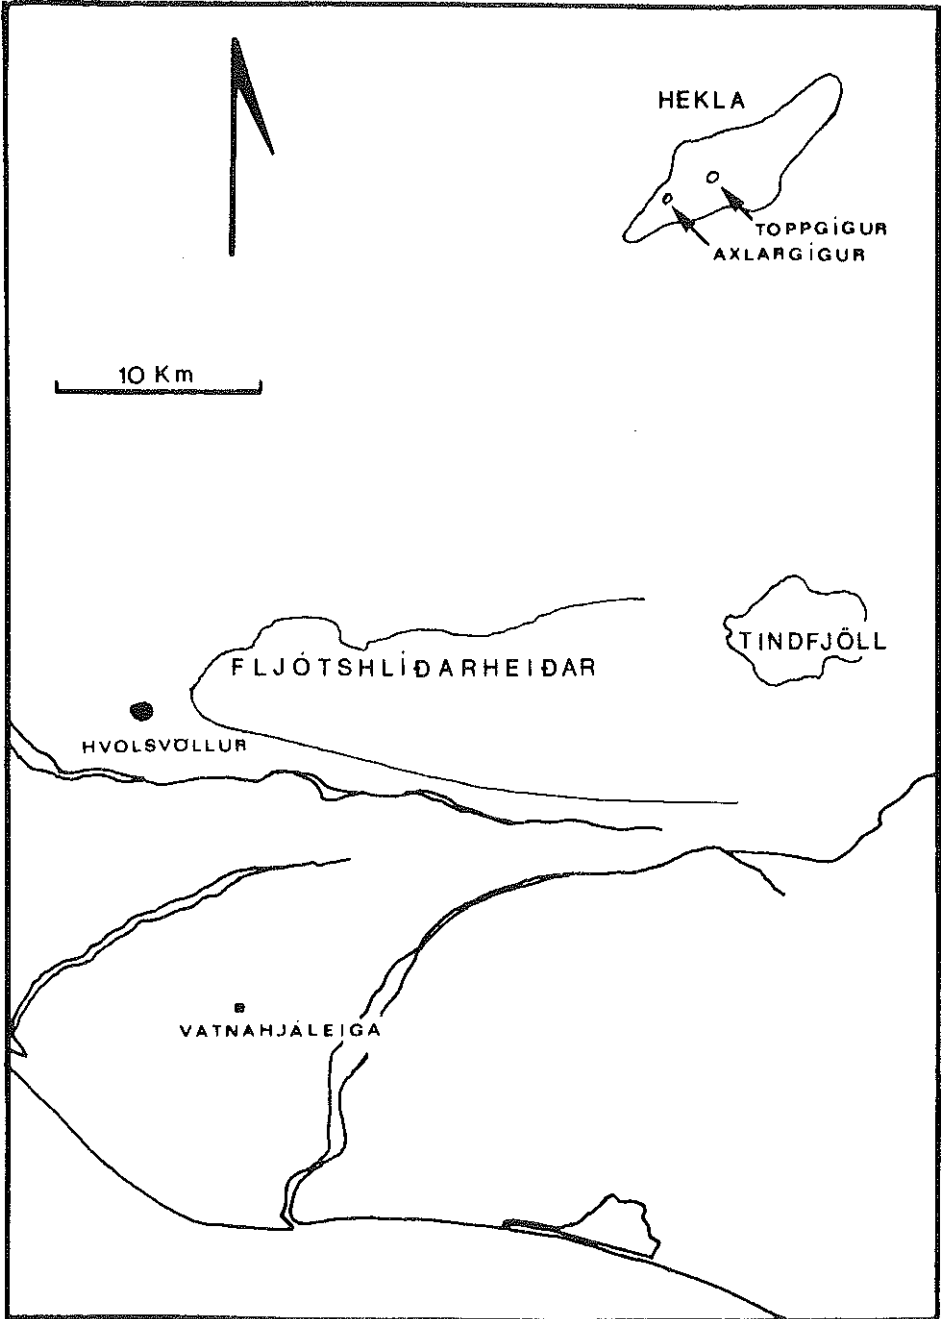 HEKLA
TOPPGÍGUR
AXLARGÍGUR
10 Km
TINDFJÖLL
FLJÓTSHLÍÐARHEIÐAR
HVOLSVÖLLUR
VATNAHJÁLEIGA